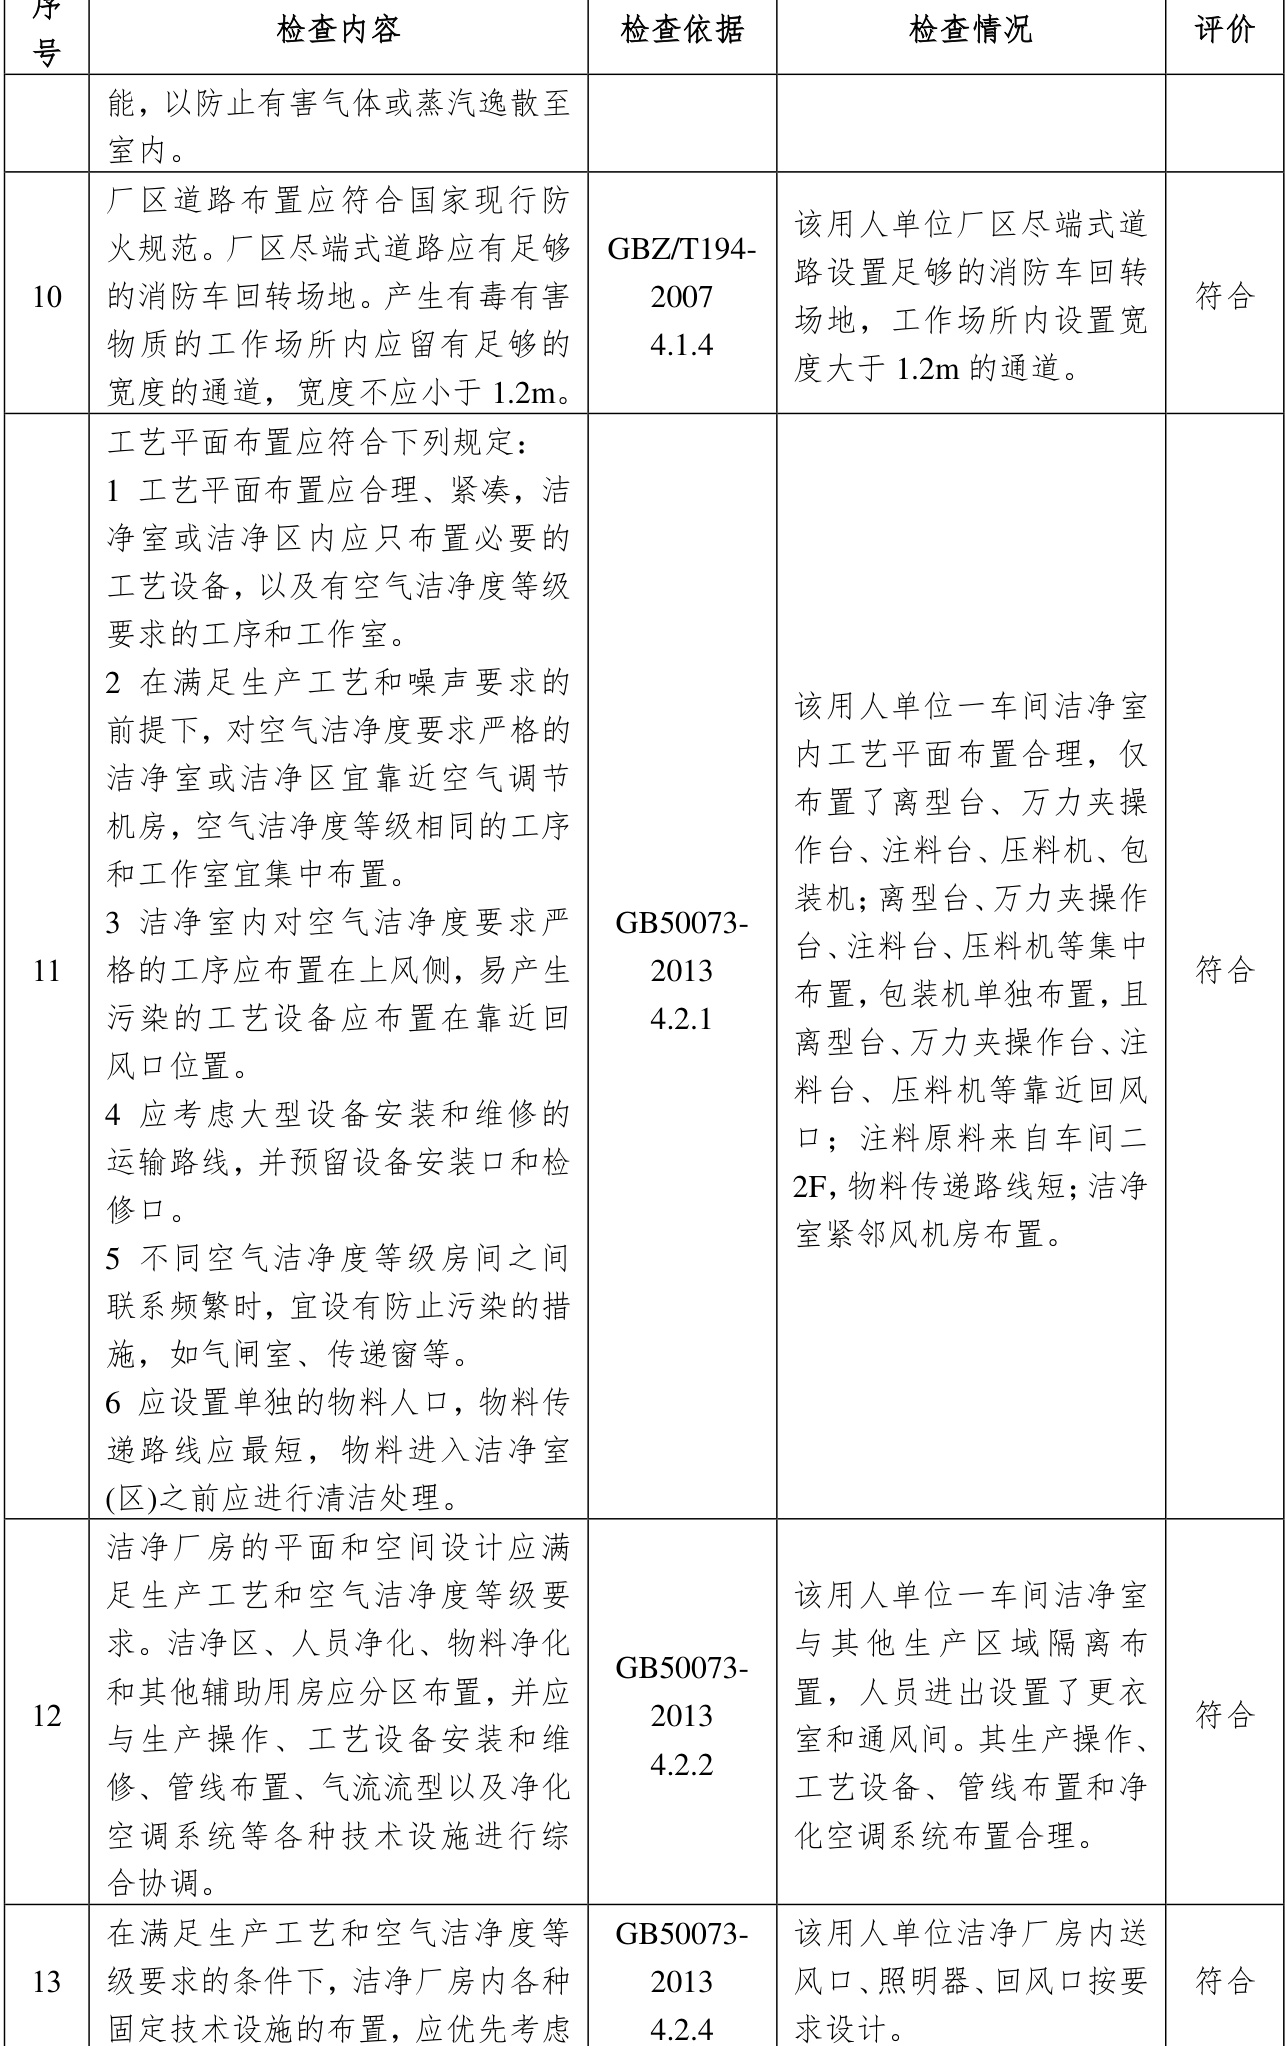 序
号
检查内容
检查依据
检查情况
评价
能，以防止有害气体或蒸汽逸散至
室内。
10
厂区道路布置应符合国家现行防
火规范。厂区尽端式道路应有足够
的消防车回转场地。产生有毒有害
物质的工作场所内应留有足够的
宽度的通道，宽度不应小于 1.2m。
GBZ/T194-
2007
4.1.4
该用人单位厂区尽端式道
路设置足够的消防车回转
场地，工作场所内设置宽
度大于 1.2m 的通道。
符合
11
工艺平面布置应符合下列规定：
1 工艺平面布置应合理、紧凑，洁
净室或洁净区内应只布置必要的
工艺设备，以及有空气洁净度等级
要求的工序和工作室。
2 在满足生产工艺和噪声要求的
前提下，对空气洁净度要求严格的
洁净室或洁净区宜靠近空气调节
机房，空气洁净度等级相同的工序
和工作室宜集中布置。
3 洁净室内对空气洁净度要求严
格的工序应布置在上风侧，易产生
污染的工艺设备应布置在靠近回
风口位置。
4 应考虑大型设备安装和维修的
运输路线，并预留设备安装口和检
修口。
5 不同空气洁净度等级房间之间
联系频繁时，宜设有防止污染的措
施，如气闸室、传递窗等。
6 应设置单独的物料人口，物料传
递路线应最短，物料进入洁净室
(区)之前应进行清洁处理。
GB50073-
2013
4.2.1
该用人单位一车间洁净室
内工艺平面布置合理，仅
布置了离型台、万力夹操
作台、注料台、压料机、包
装机；离型台、万力夹操作
台、注料台、压料机等集中
布置，包装机单独布置，且
离型台、万力夹操作台、注
料台、压料机等靠近回风
口；注料原料来自车间二
2F，物料传递路线短；洁净
室紧邻风机房布置。
符合
12
洁净厂房的平面和空间设计应满
足生产工艺和空气洁净度等级要
求。洁净区、人员净化、物料净化
和其他辅助用房应分区布置，并应
与生产操作、工艺设备安装和维
修、管线布置、气流流型以及净化
空调系统等各种技术设施进行综
合协调。
GB50073-
2013
4.2.2
该用人单位一车间洁净室
与其他生产区域隔离布
置，人员进出设置了更衣
室和通风间。其生产操作、
工艺设备、管线布置和净
化空调系统布置合理。
符合
13
在满足生产工艺和空气洁净度等
级要求的条件下，洁净厂房内各种
固定技术设施的布置，应优先考虑
GB50073-
2013
4.2.4
该用人单位洁净厂房内送
风口、照明器、回风口按要
求设计。
符合